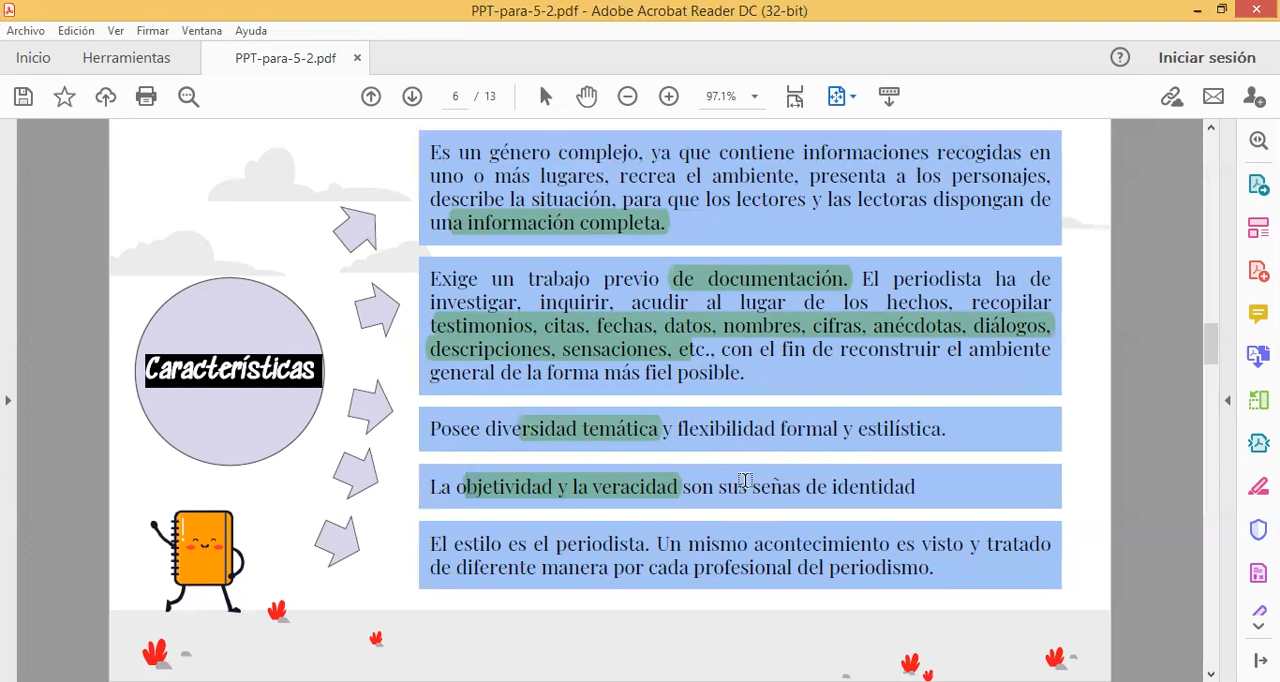 PPT-para-5-2.pdf - Adobe Acrobat Reader DC (32-bit)
Archivo Edición Ver Firmar Ventana Ayuda
Inicio Herramientas PPT-para-5-2.pdf × Iniciar sesión
6 / 13 97.1%
Es un género complejo, ya que contiene informaciones recogidas en
uno o más lugares, recrea el ambiente, presenta a los personajes,
describe la situación, para que los lectores y las lectoras dispongan de
una información completa.
Exige un trabajo previo de documentación. El periodista ha de
investigar, inquirir, acudir al lugar de los hechos, recopilar
testimonios, citas, fechas, datos, nombres, cifras, anécdotas, diálogos,
descripciones, sensaciones, etc., con el fin de reconstruir el ambiente
general de la forma más fiel posible.
Características
Posee diversidad temática y flexibilidad formal y estilística.
La objetividad y la veracidad son sus señas de identidad
El estilo es el periodista. Un mismo acontecimiento es visto y tratado
de diferente manera por cada profesional del periodismo.